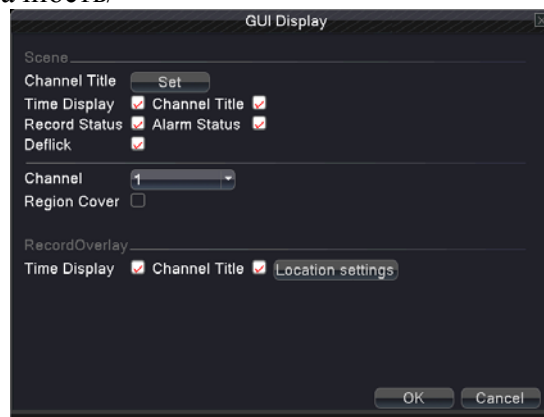 GUI Display
Scene
Channel Title Set
Time Display Channel Title
Record Status Alarm Status
Deflick
Channel 1
Region Cover
RecordOverlay
Time Display Channel Title Location settings
OK Cancel